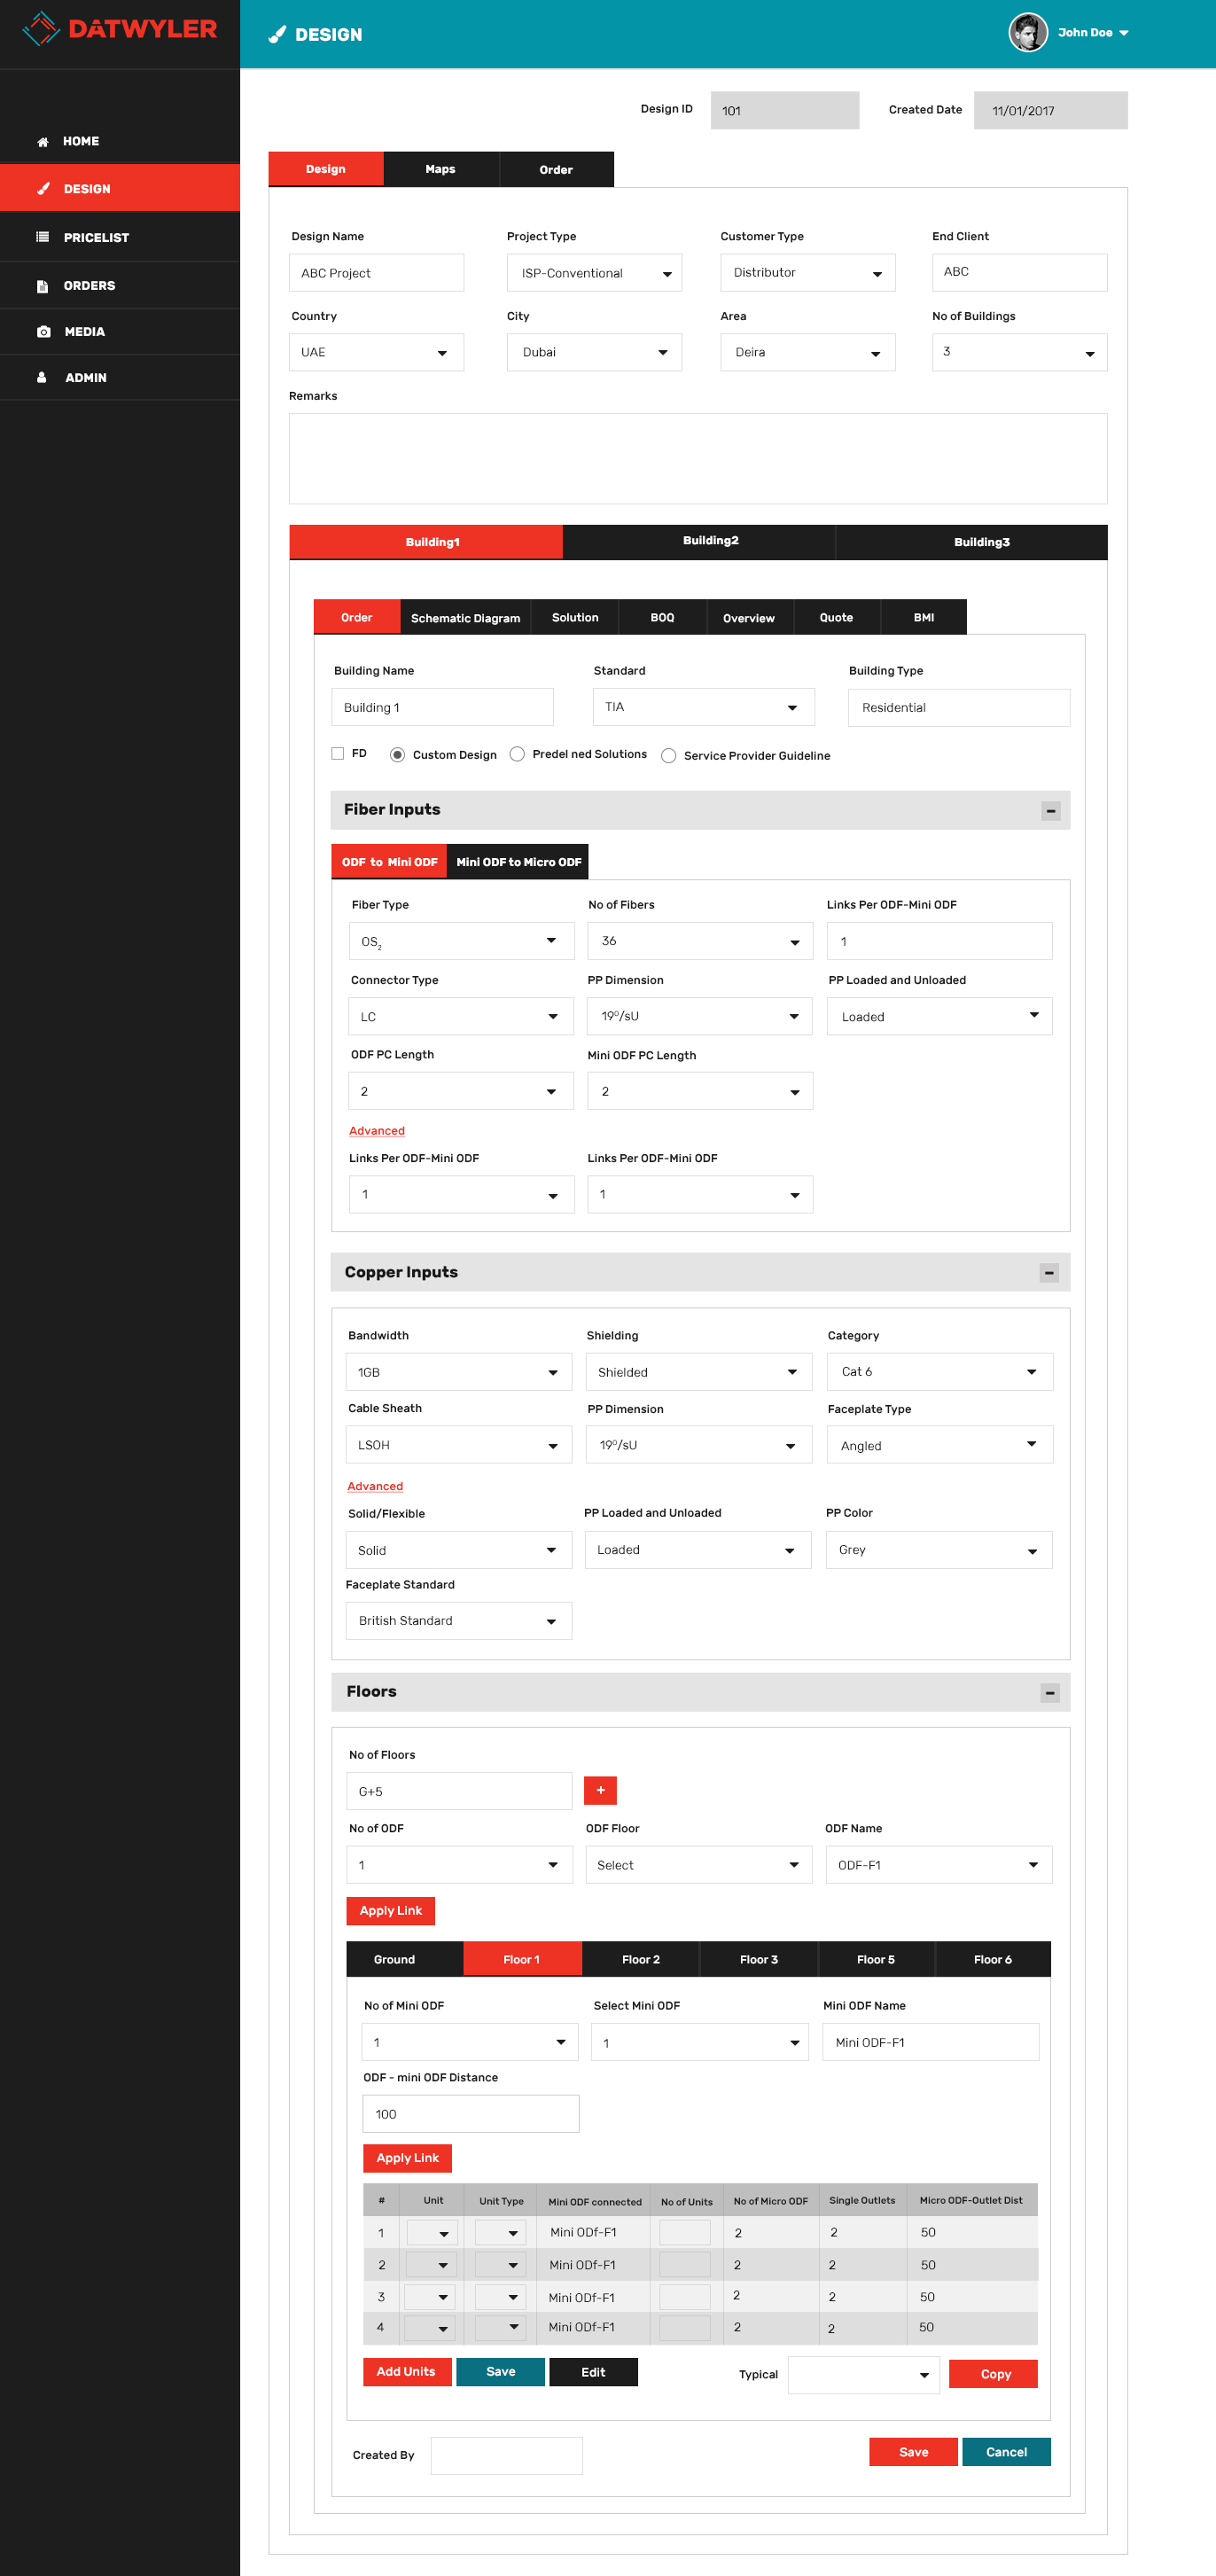 DATWYLER
DESIGN
John Doe
HOME
DESIGN
PRICELIST
ORDERS
MEDIA
ADMIN
Design ID 101 Created Date 11/01/2017
Design Maps Order
Design Name Project Type Customer Type End Client
ABC Project ISP-Conventional Distributor ABC
Country City Area No of Buildings
UAE Dubai Deira 3
Remarks
Building1 Building2 Building3
Order Schematic Diagram Solution BOQ Overview Quote BMI
Building Name Standard Building Type
Building 1 TIA Residential
FD Custom Design Predel ned Solutions Service Provider Guideline
Fiber Inputs -
ODF to Mini ODF Mini ODF to Micro ODF
Fiber Type No of Fibers Links Per ODF-Mini ODF
OS₂ 36 1
Connector Type PP Dimension PP Loaded and Unloaded
LC 19⁰/sU Loaded
ODF PC Length Mini ODF PC Length
2 2
Advanced
Links Per ODF-Mini ODF Links Per ODF-Mini ODF
1 1
Copper Inputs -
Bandwidth Shielding Category
1GB Shielded Cat 6
Cable Sheath PP Dimension Faceplate Type
LSOH 19⁰/sU Angled
Advanced
Solid/Flexible PP Loaded and Unloaded PP Color
Solid Loaded Grey
Faceplate Standard
British Standard
Floors -
No of Floors
G+5 +
No of ODF ODF Floor ODF Name
1 Select ODF-F1
Apply Link
Ground Floor 1 Floor 2 Floor 3 Floor 5 Floor 6
No of Mini ODF Select Mini ODF Mini ODF Name
1 1 Mini ODF-F1
ODF - mini ODF Distance
100
Apply Link
# Unit Unit Type Mini ODF connected No of Units No of Micro ODF Single Outlets Micro ODF-Outlet Dist
1 Mini ODf-F1 2 2 50
2 Mini ODf-F1 2 2 50
3 Mini ODf-F1 2 2 50
4 Mini ODf-F1 2 2 50
Add Units Save Edit Typical Copy
Created By Save Cancel